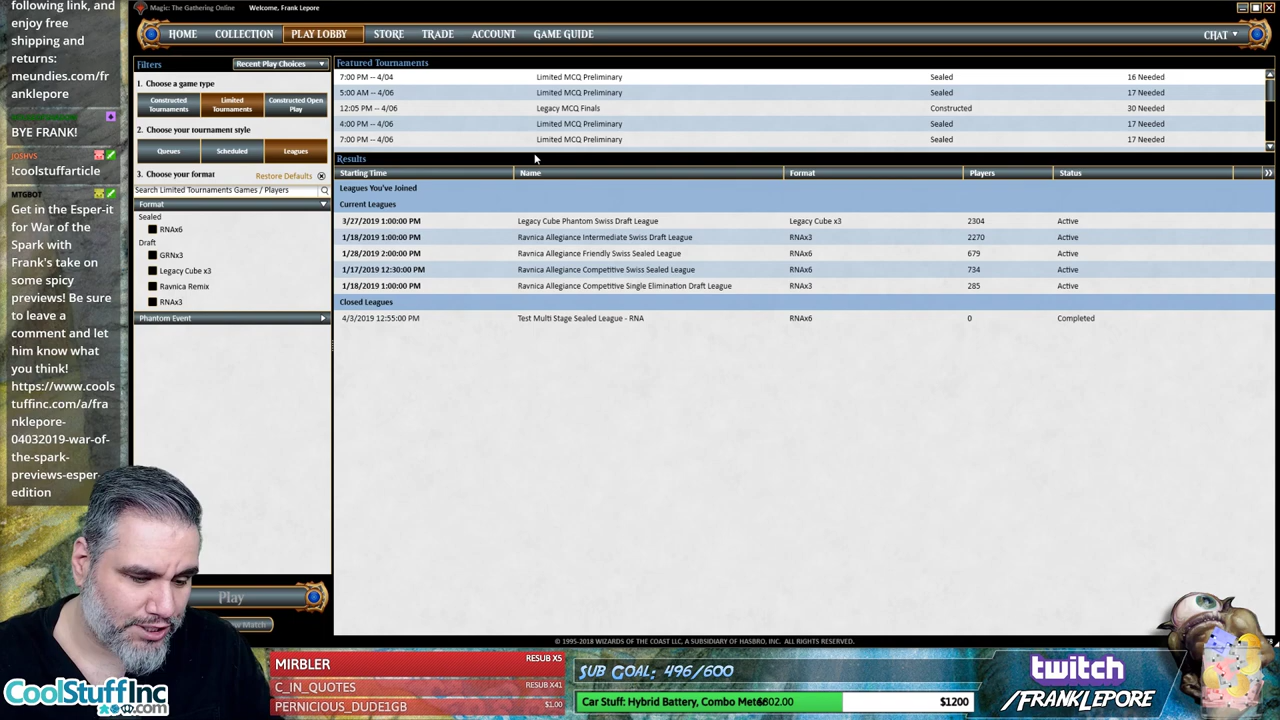 following link, and
enjoy free
shipping and
returns:
meundies.com/fr
anklepore
BYE FRANK!
JOSHVS
!coolstuffarticle
MTGBOT
Get in the Esper-it
for War of the
Spark with
Frank's take on
some spicy
previews! Be sure
to leave a
comment and let
him know what
you think!
https://www.cools
tuffinc.com/a/fra
nklepore-
04032019-war-of-
the-spark-
previews-esper-
edition
Magic: The Gathering Online Welcome, Frank Lepore
HOME COLLECTION PLAY LOBBY STORE TRADE ACCOUNT GAME GUIDE CHAT
Filters Recent Play Choices
1. Choose a game type
Constructed Tournaments Limited Tournaments Constructed Open Play
2. Choose your tournament style
Queues Scheduled Leagues
3. Choose your format Restore Defaults
Search Limited Tournaments Games / Players
Format
Sealed
RNAx6
Draft
GRNx3
Legacy Cube x3
Ravnica Remix
RNAx3
Phantom Event
Play
Featured Tournaments
7:00 PM -- 4/04 Limited MCQ Preliminary Sealed 16 Needed
5:00 AM -- 4/06 Limited MCQ Preliminary Sealed 17 Needed
12:05 PM -- 4/06 Legacy MCQ Finals Constructed 30 Needed
4:00 PM -- 4/06 Limited MCQ Preliminary Sealed 17 Needed
7:00 PM -- 4/06 Limited MCQ Preliminary Sealed 17 Needed
Results
Starting Time Name Format Players Status
Leagues You've Joined
Current Leagues
3/27/2019 1:00:00 PM Legacy Cube Phantom Swiss Draft League Legacy Cube x3 2304 Active
1/18/2019 1:00:00 PM Ravnica Allegiance Intermediate Swiss Draft League RNAx3 2270 Active
1/28/2019 2:00:00 PM Ravnica Allegiance Friendly Swiss Sealed League RNAx6 679 Active
1/17/2019 12:30:00 PM Ravnica Allegiance Competitive Swiss Sealed League RNAx6 734 Active
1/18/2019 1:00:00 PM Ravnica Allegiance Competitive Single Elimination Draft League RNAx3 285 Active
Closed Leagues
4/3/2019 12:55:00 PM Test Multi Stage Sealed League - RNA RNAx6 0 Completed
© 1995-2018 WIZARDS OF THE COAST LLC, A SUBSIDIARY OF HASBRO, INC. ALL RIGHTS RESERVED.
MIRBLER RESUB X5
C_IN_QUOTES RESUB X41
PERNICIOUS_DUDE1GB $1.00
SUB GOAL: 496/600
Car Stuff: Hybrid Battery, Combo $1200
twitch
/FRANKLEPORE
CoolStuffInc
.com